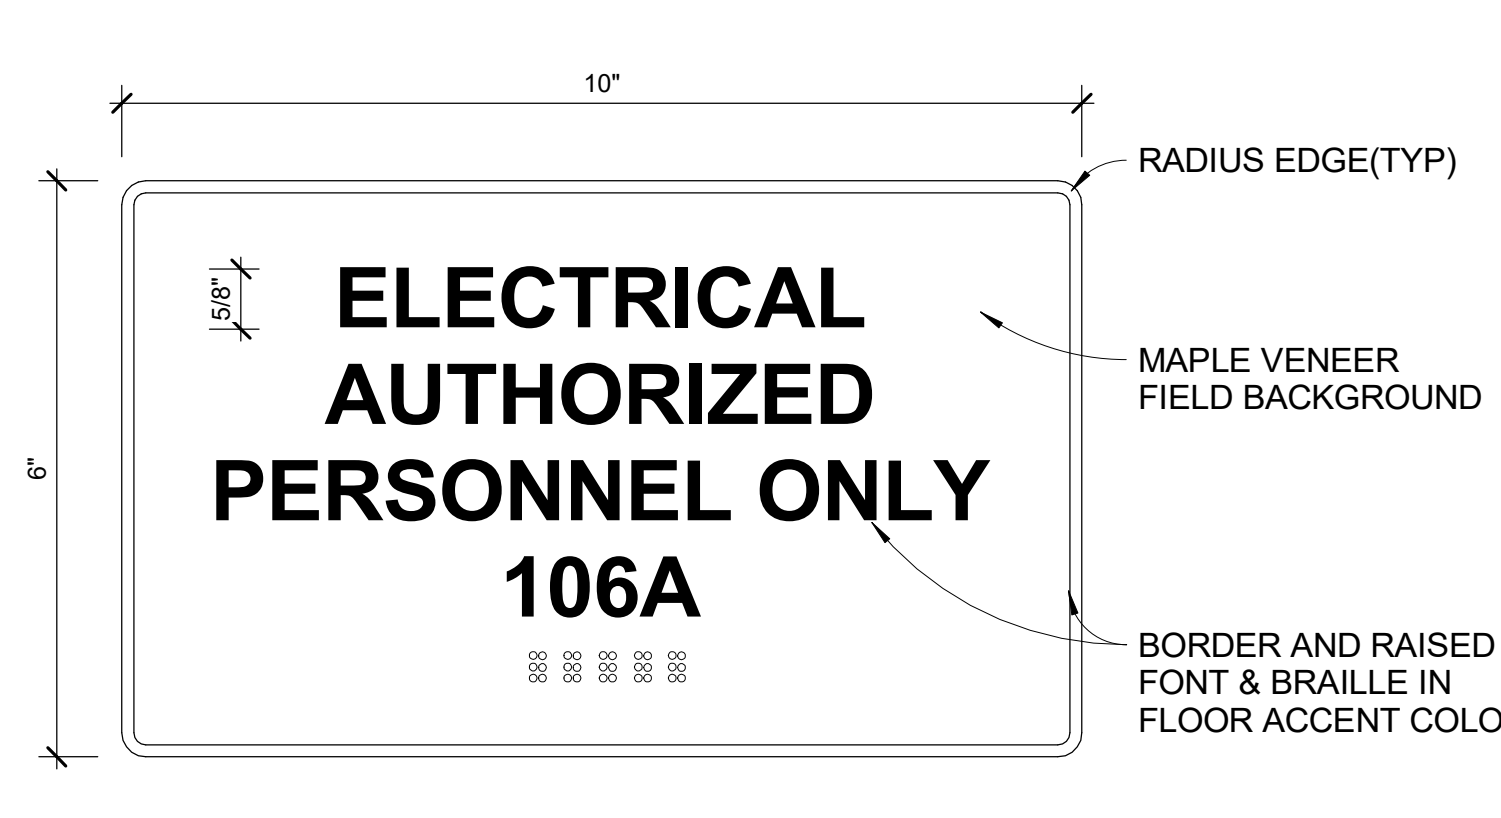 10"
RADIUS EDGE(TYP)
5/8"
ELECTRICAL
AUTHORIZED
PERSONNEL ONLY
106A
6"
MAPLE VENEER
FIELD BACKGROUND
BORDER AND RAISED
FONT & BRAILLE IN
FLOOR ACCENT